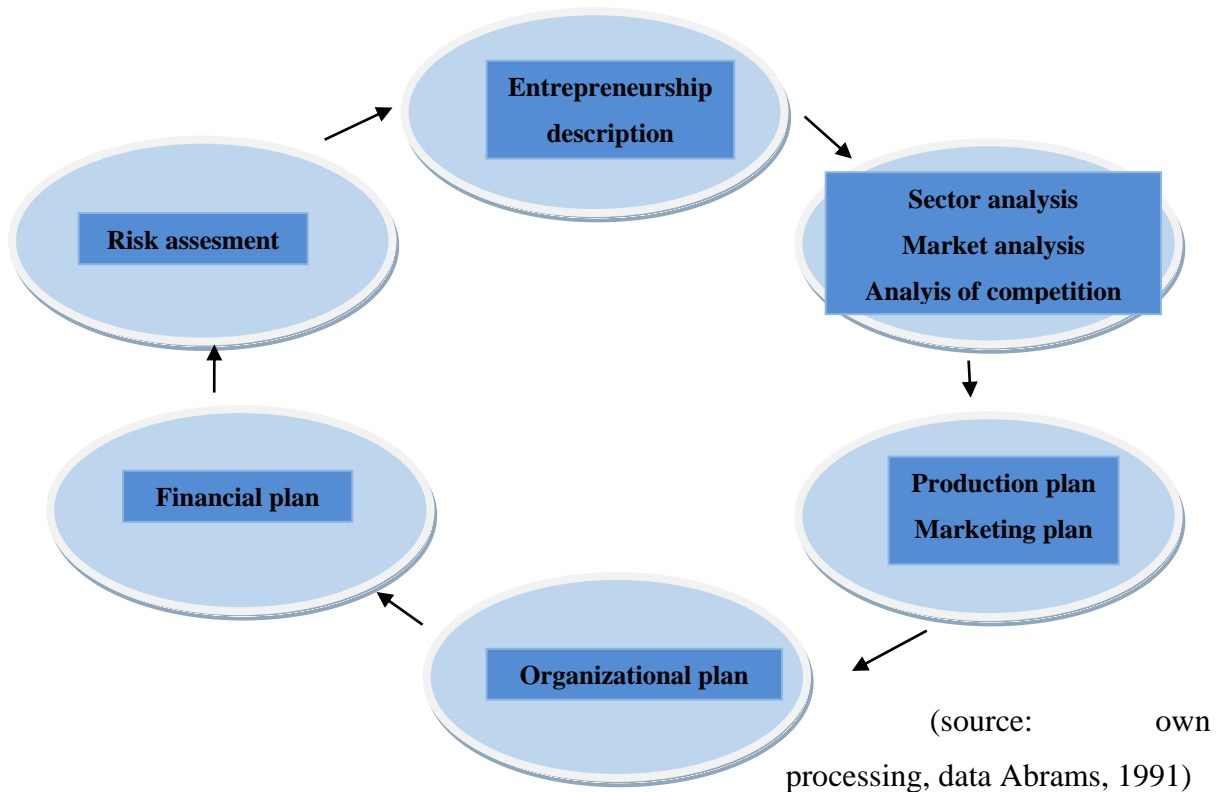 Entrepreneurship
description
Sector analysis
Market analysis
Analyis of competition
Production plan
Marketing plan
Organizational plan
Financial plan
Risk assesment
(source: own
processing, data Abrams, 1991)